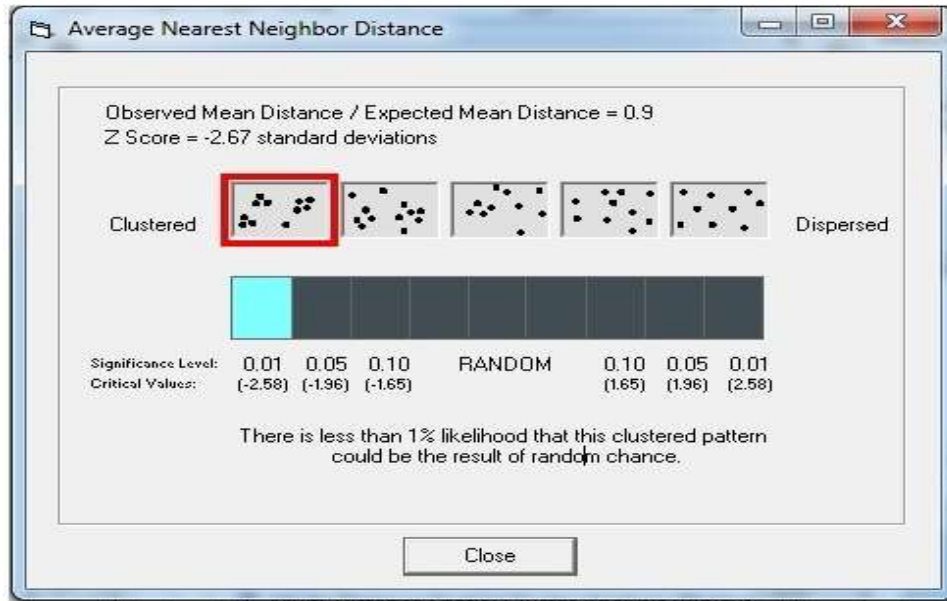 Average Nearest Neighbor Distance
Observed Mean Distance / Expected Mean Distance = 0.9
Z Score = -2.67 standard deviations
Clustered
Dispersed
Significance Level: 0.01 0.05 0.10 RANDOM 0.10 0.05 0.01
Critical Values: (-2.58) (-1.96) (-1.65) (1.65) (1.96) (2.58)
There is less than 1% likelihood that this clustered pattern
could be the result of random chance.
Close